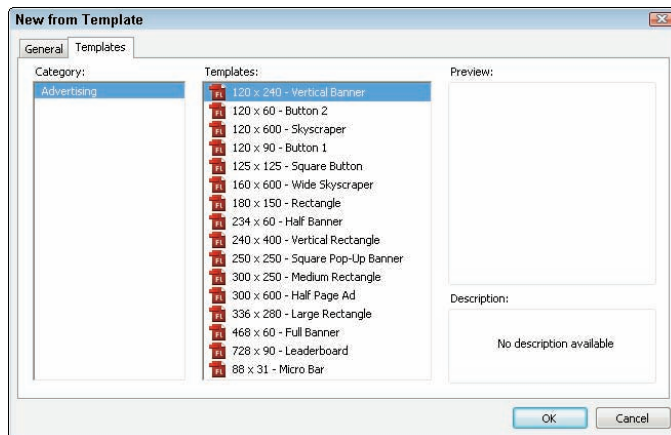 New from Template
General
Templates
Category:
Advertising
Templates:
120 x 240 - Vertical Banner
120 x 60 - Button 2
120 x 600 - Skyscraper
120 x 90 - Button 1
125 x 125 - Square Button
160 x 600 - Wide Skyscraper
180 x 150 - Rectangle
234 x 60 - Half Banner
240 x 400 - Vertical Rectangle
250 x 250 - Square Pop-Up Banner
300 x 250 - Medium Rectangle
300 x 600 - Half Page Ad
336 x 280 - Large Rectangle
468 x 60 - Full Banner
728 x 90 - Leaderboard
88 x 31 - Micro Bar
Preview:
Description:
No description available
OK
Cancel